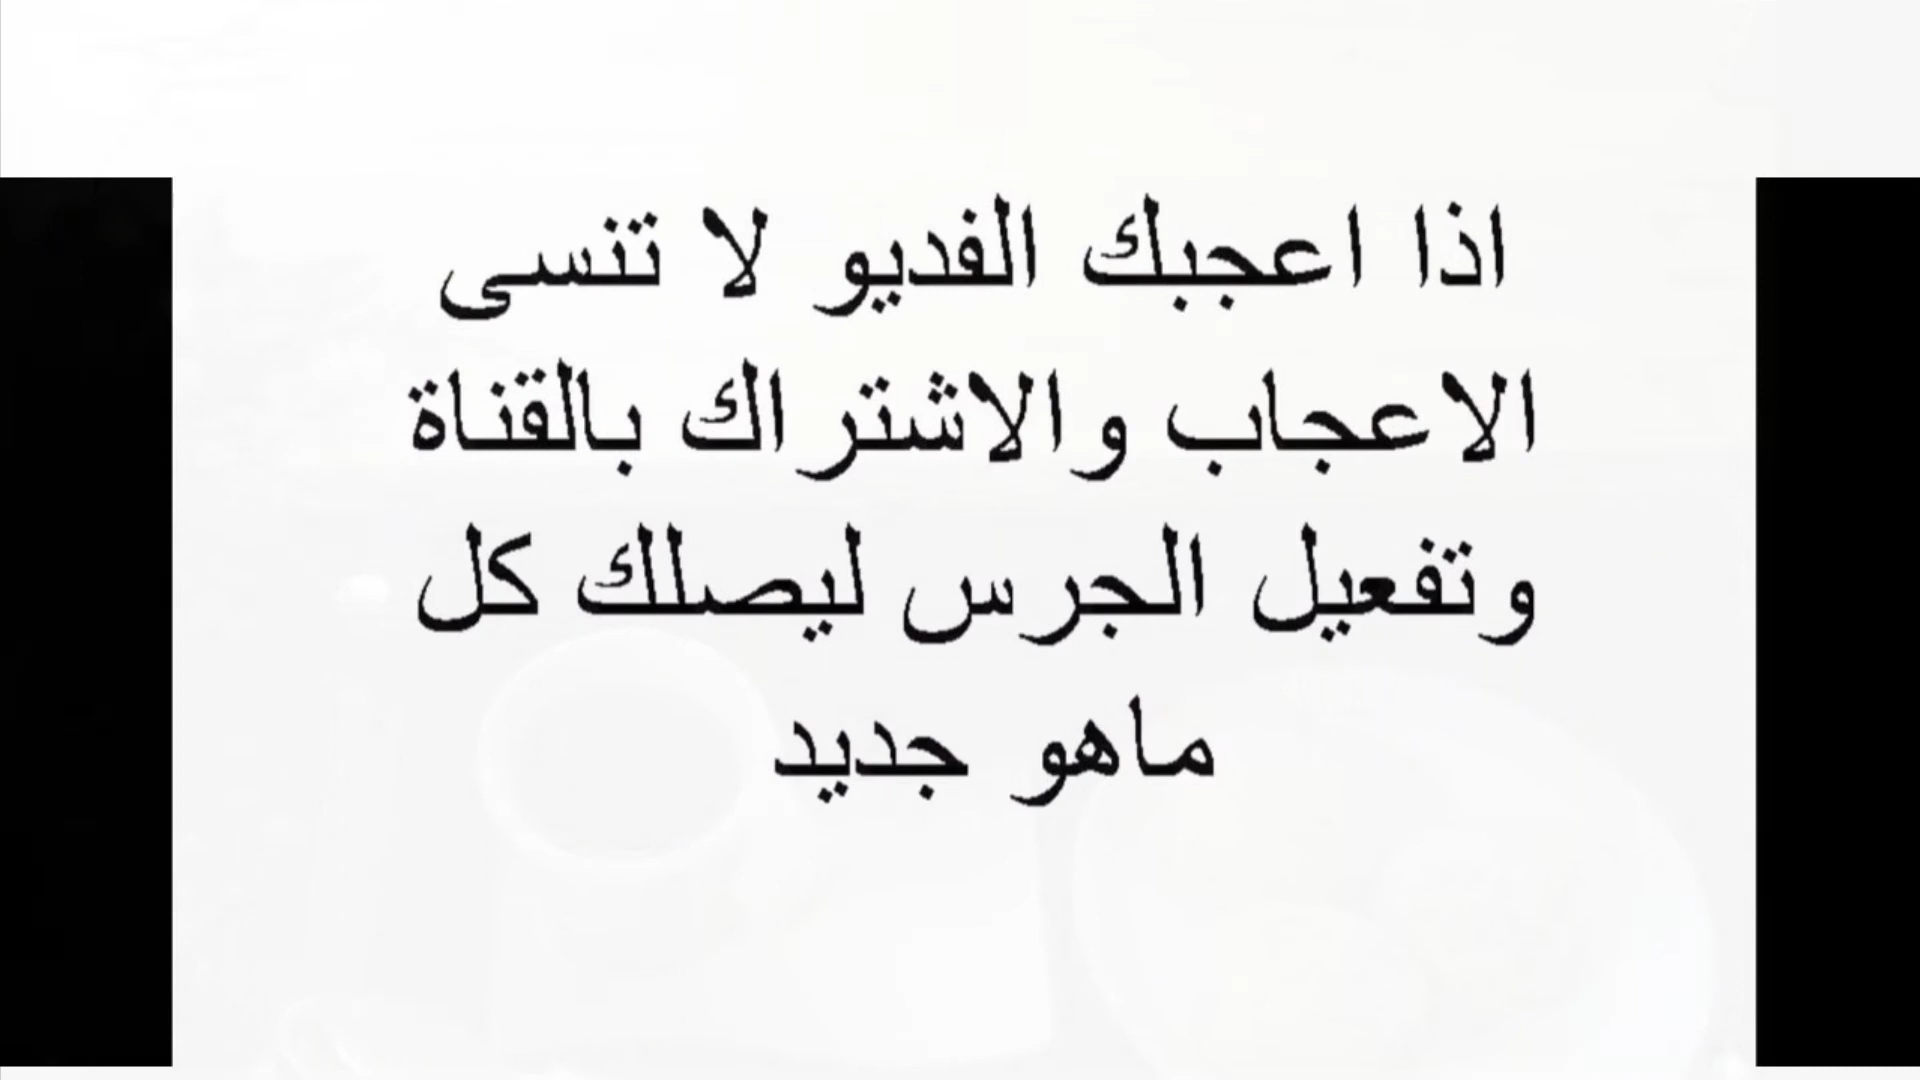 اذا اعجبك الفديو لا تنسى
الاعجاب والاشتراك بالقناة
وتفعيل الجرس ليصلك كل
ماهو جديد